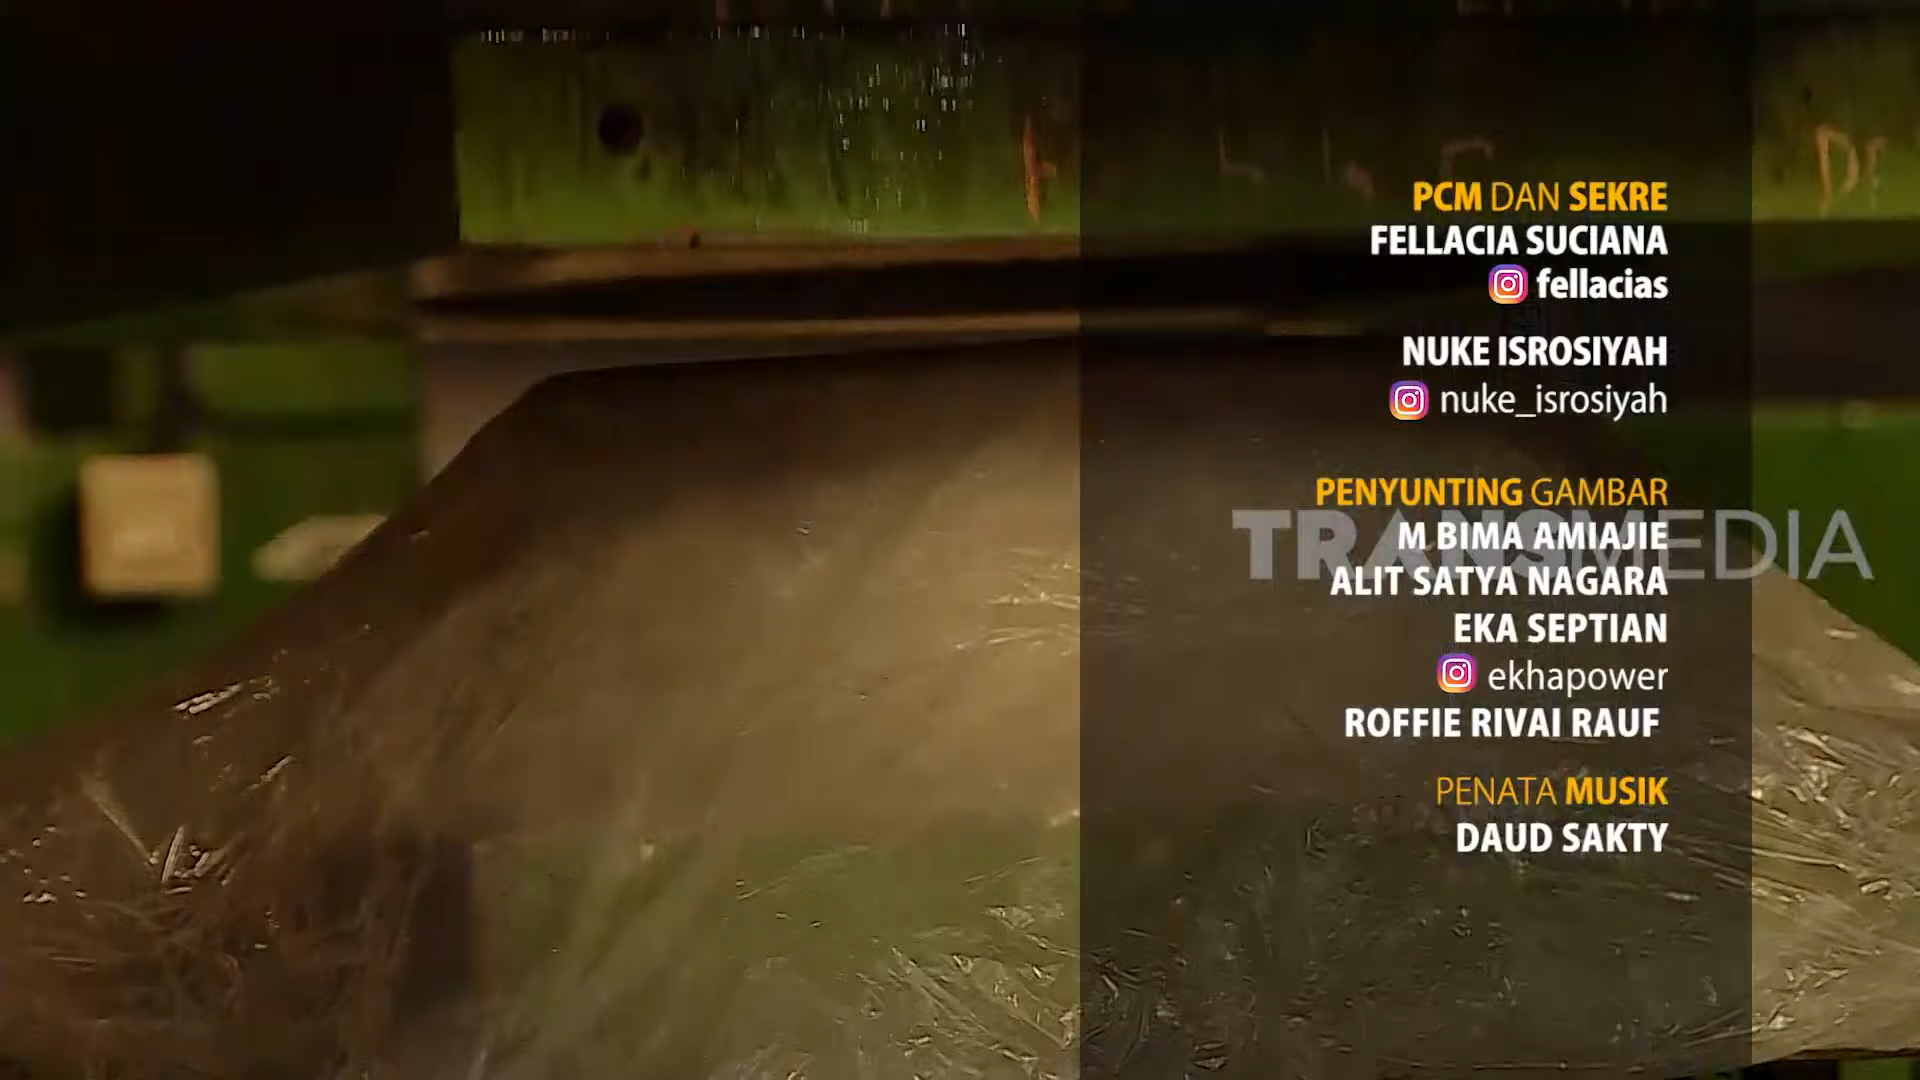 PCM DAN SEKRE
FELLACIA SUCIANA
fellacias
NUKE ISROSIYAH
nuke_isrosiyah
PENYUNTING GAMBAR
TRANSMEDIA
M BIMA AMIAJIE
ALIT SATYA NAGARA
EKA SEPTIAN
ekhapower
ROFFIE RIVAI RAUF
PENATA MUSIK
DAUD SAKTY